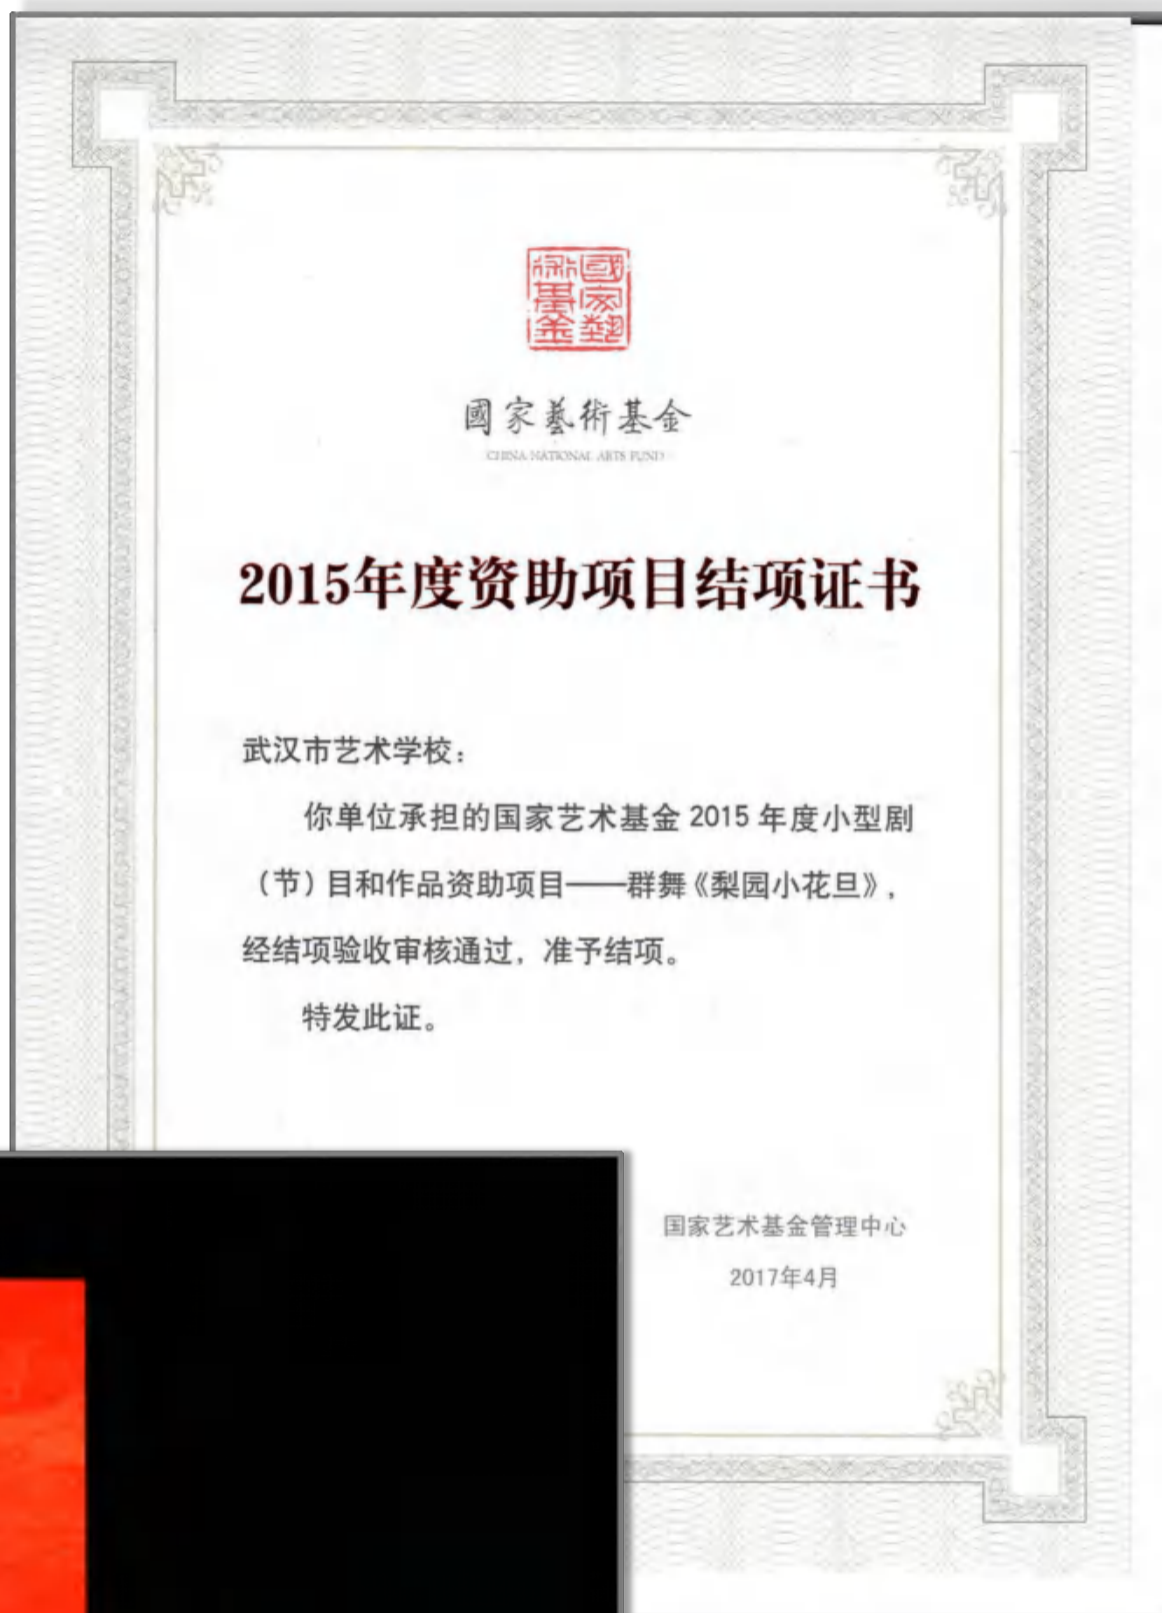 國家藝術基金
國家藝術基金
CHINA NATIONAL ARTS FUND
2015年度资助项目结项证书
武汉市艺术学校：
你单位承担的国家艺术基金 2015 年度小型剧
（节）目和作品资助项目——群舞《梨园小花旦》，
经结项验收审核通过，准予结项。
特发此证。
国家艺术基金管理中心
2017年4月